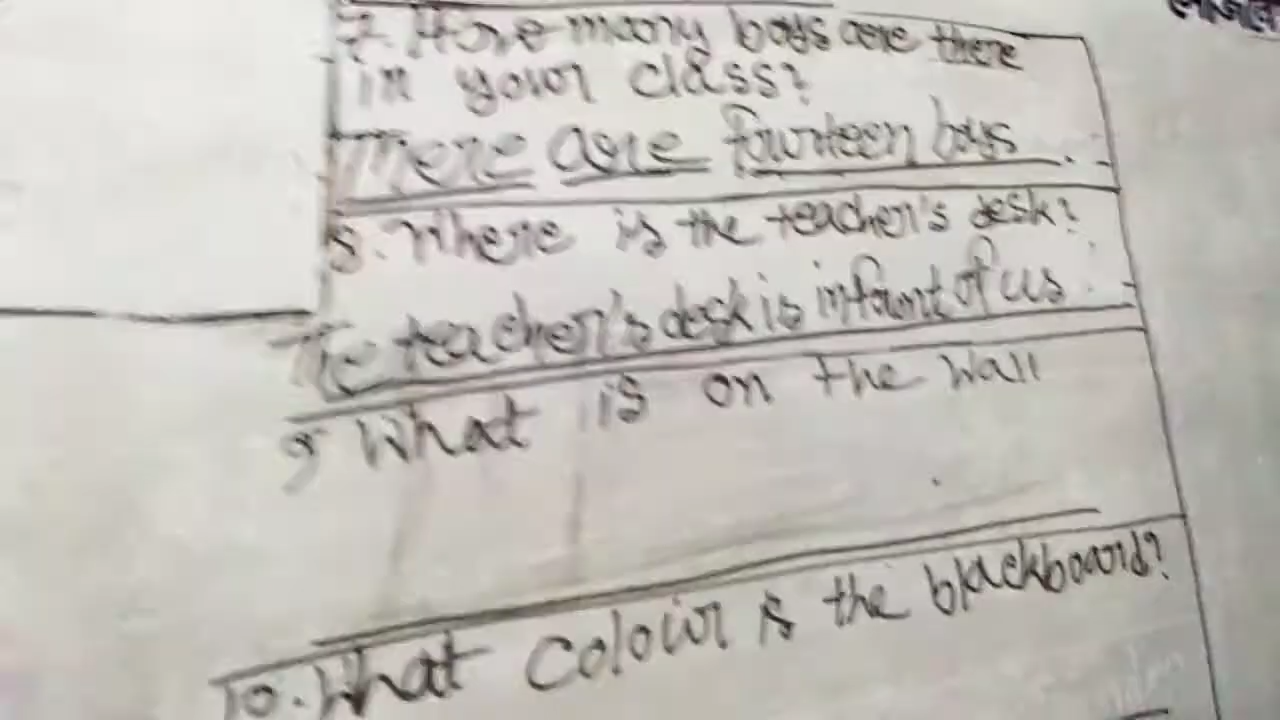 7. How many boys are there
in your class?
There are fourteen boys.
8. Where is the teacher's desk?
Te teacher's desk is infront of us.
9 What is on the wall
10. What colour is the blackboard?